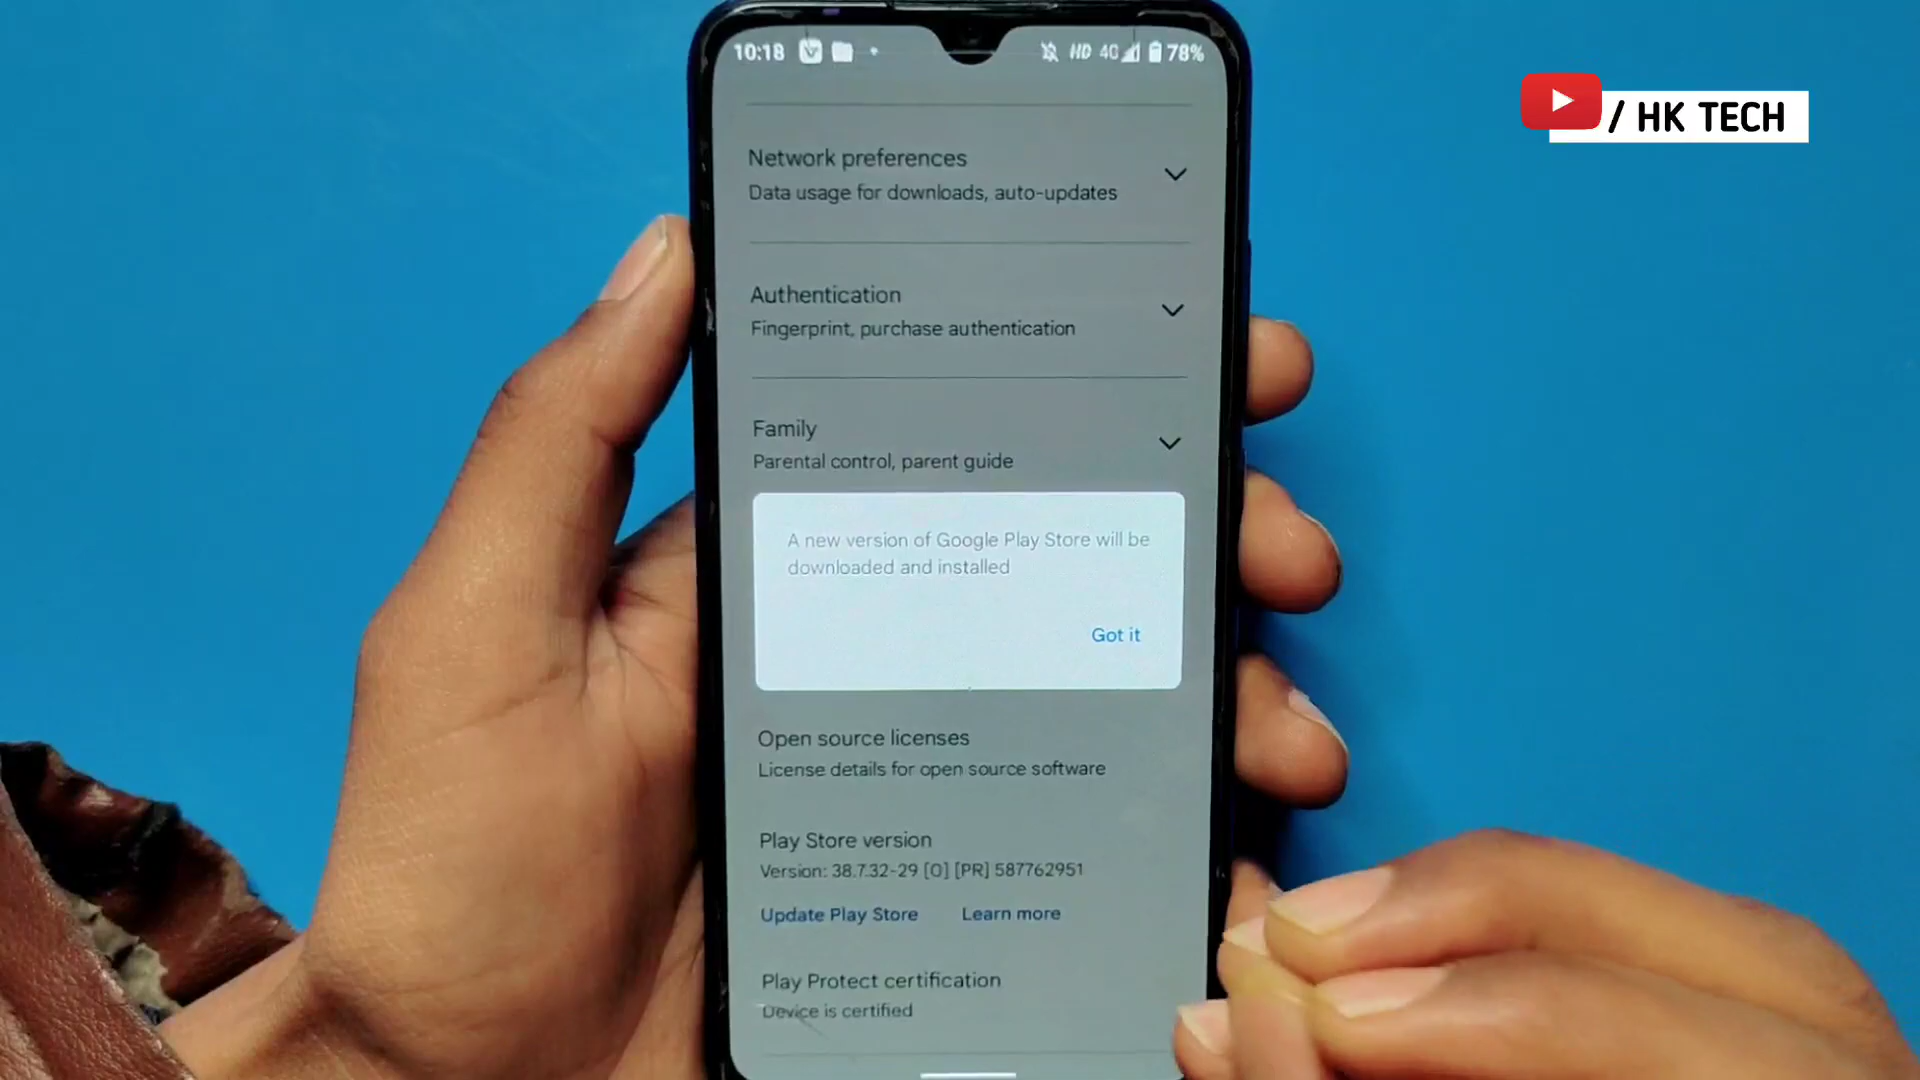 10:18 HD 4G 78%
/ HK TECH
Network preferences
Data usage for downloads, auto-updates
Authentication
Fingerprint, purchase authentication
Family
Parental control, parent guide
A new version of Google Play Store will be
downloaded and installed
Got it
Open source licenses
License details for open source software
Play Store version
Version: 38.7.32-29 [0] [PR] 587762951
Update Play Store Learn more
Play Protect certification
Device is certified